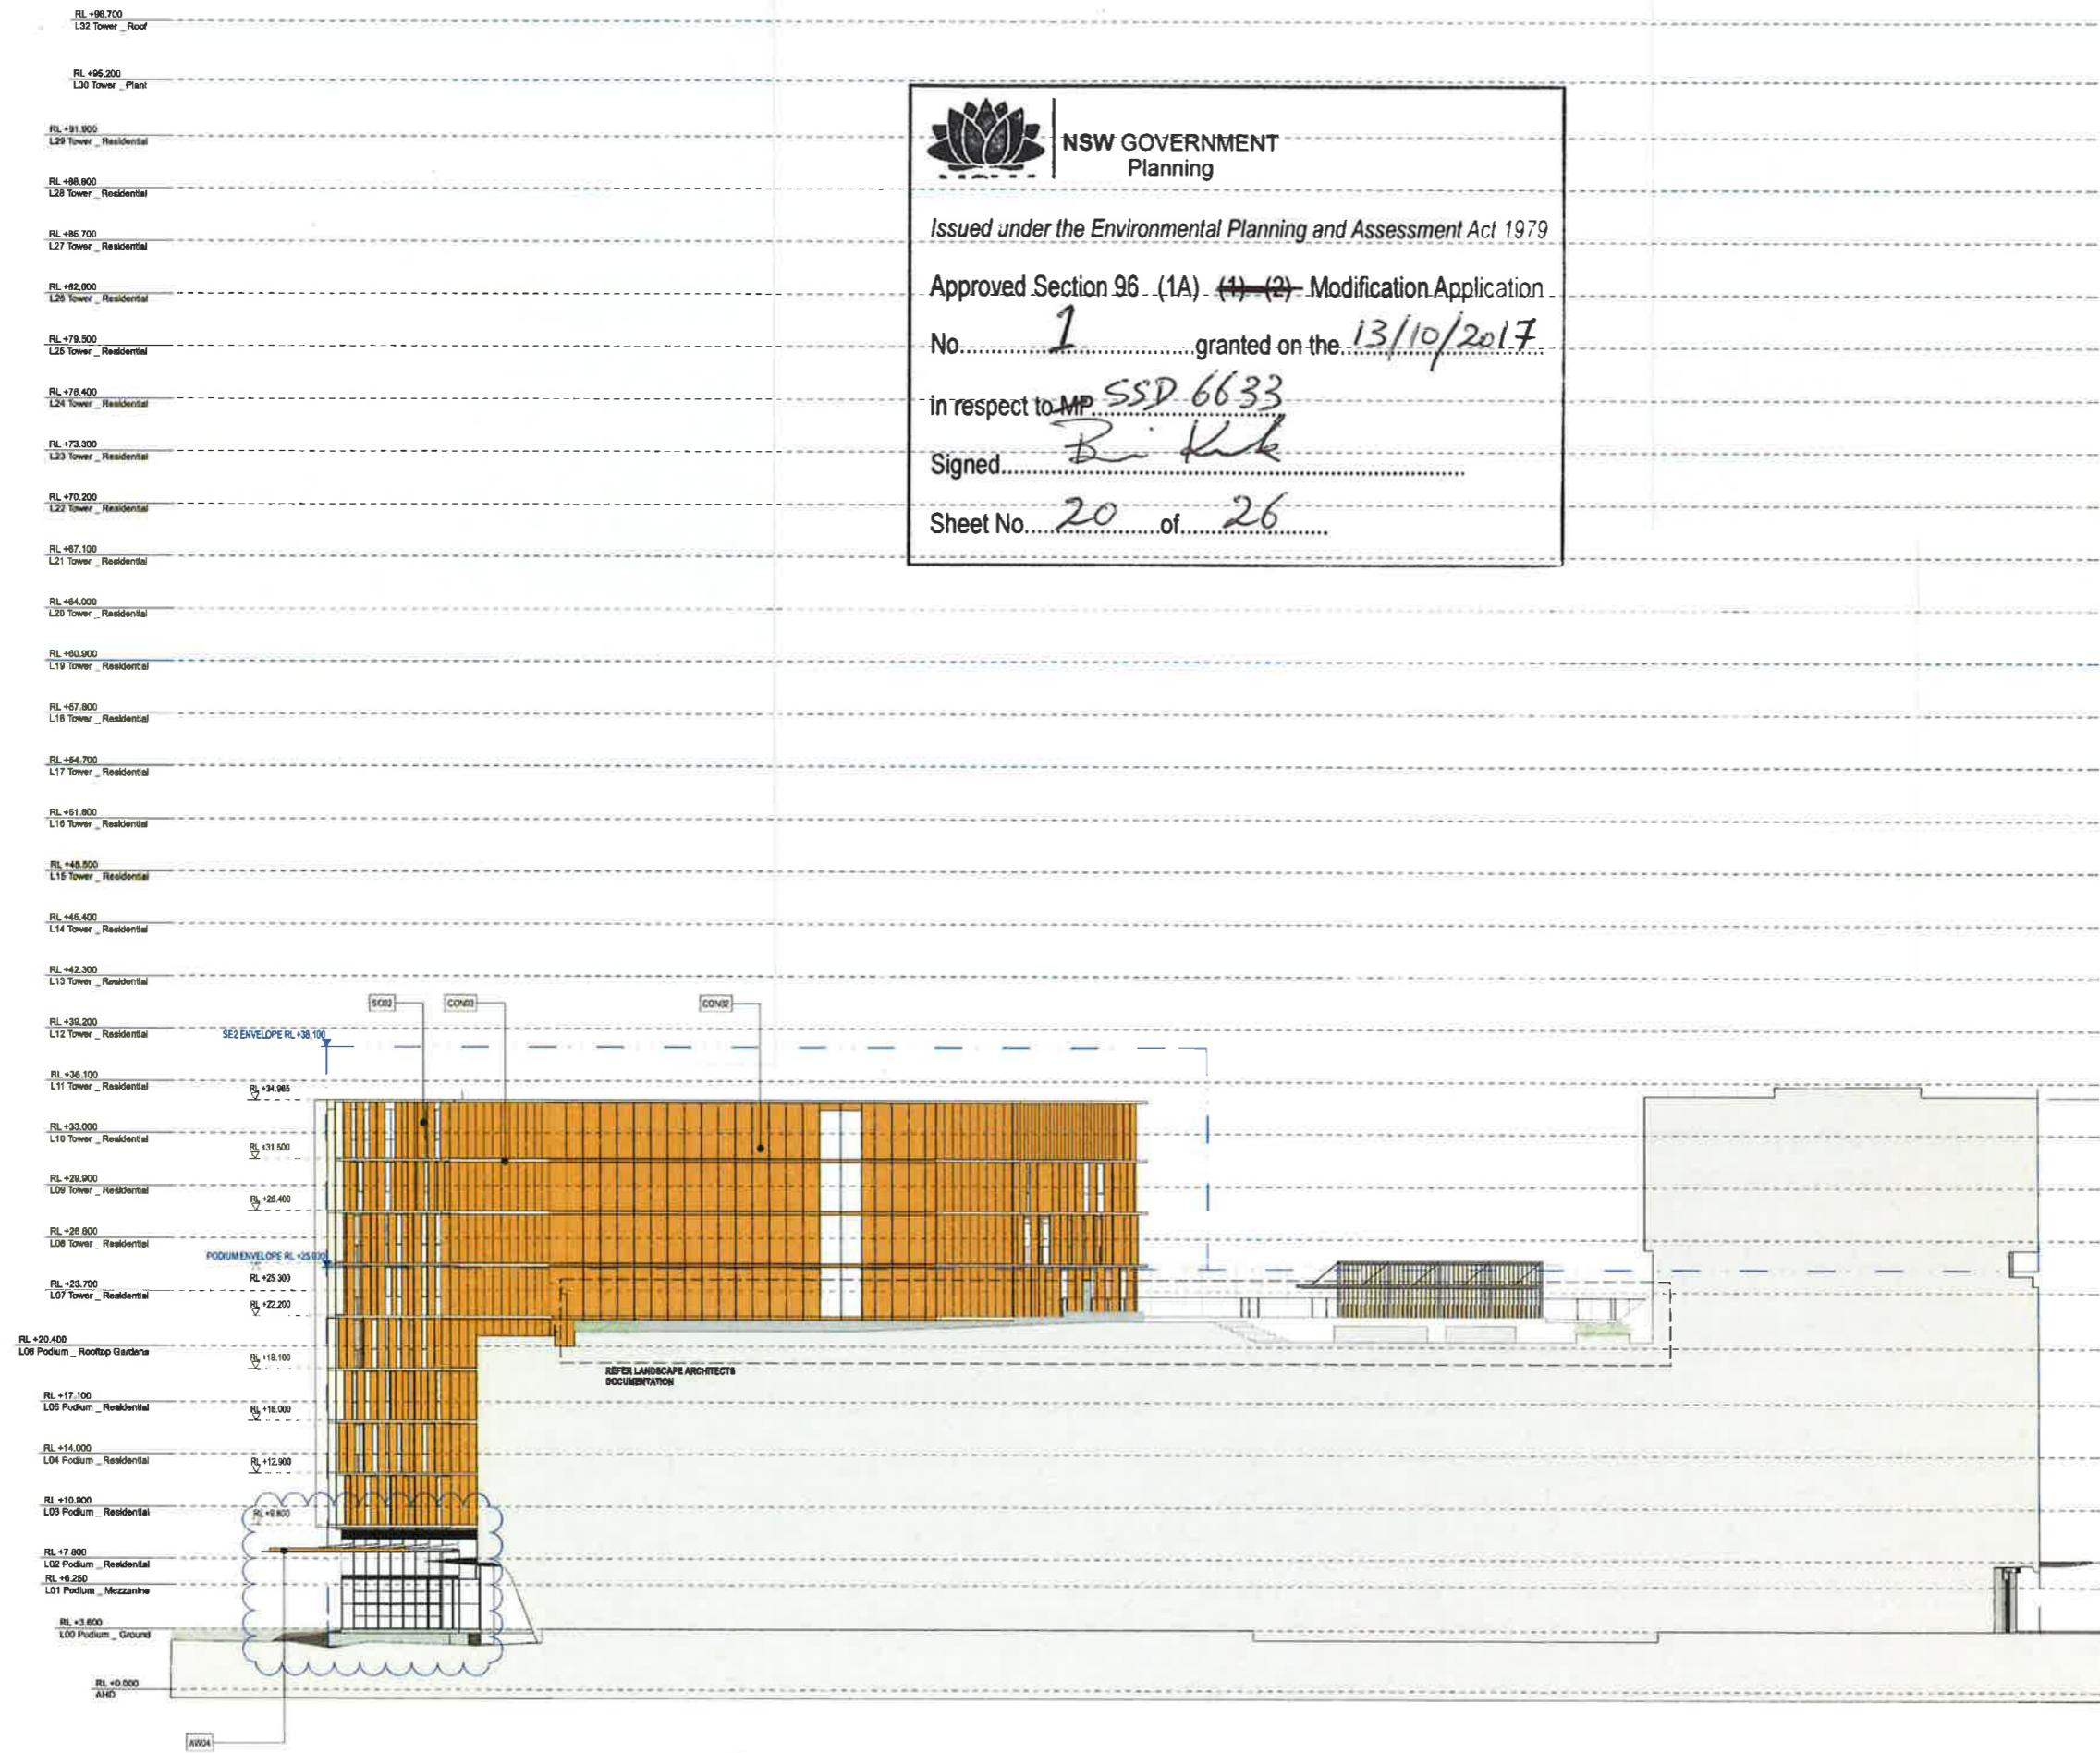 RL +98.700
L32 Tower _ Roof
RL +95.200
L30 Tower _ Plant
RL +91.900
L29 Tower _ Residential
RL +88.800
L28 Tower _ Residential
RL +85.700
L27 Tower _ Residential
RL +82.600
L26 Tower _ Residential
RL +79.500
L25 Tower _ Residential
RL +76.400
L24 Tower _ Residential
RL +73.300
L23 Tower _ Residential
RL +70.200
L22 Tower _ Residential
RL +67.100
L21 Tower _ Residential
RL +64.000
L20 Tower _ Residential
RL +60.900
L19 Tower _ Residential
RL +57.800
L18 Tower _ Residential
RL +54.700
L17 Tower _ Residential
RL +51.600
L16 Tower _ Residential
RL +48.500
L15 Tower _ Residential
RL +45.400
L14 Tower _ Residential
RL +42.300
L13 Tower _ Residential
RL +39.200
L12 Tower _ Residential
RL +36.100
L11 Tower _ Residential
RL +33.000
L10 Tower _ Residential
RL +29.900
L09 Tower _ Residential
RL +26.800
L08 Tower _ Residential
RL +23.700
L07 Tower _ Residential
RL +20.400
L06 Podium _ Rooftop Gardens
RL +17.100
L05 Podium _ Residential
RL +14.000
L04 Podium _ Residential
RL +10.900
L03 Podium _ Residential
RL +7.800
L02 Podium _ Residential
RL +6.250
L01 Podium _ Mezzanine
RL +3.600
L00 Podium _ Ground
RL +0.000
AHD
NSW GOVERNMENT
Planning
Issued under the Environmental Planning and Assessment Act 1979
Approved Section 96 (1A) (1) (2) Modification Application
No. 1 granted on the 13/10/2017
in respect to MP SSD 6633
Signed
Sheet No. 20 of 26
SC02
CON03
CON02
SE2 ENVELOPE RL +38.100
RL +34.965
RL +31.500
RL +28.400
PODIUM ENVELOPE RL
RL +25.300
RL +22.200
RL +19.100
RL +16.000
RL +12.900
RL +9.800
REFER LANDSCAPE ARCHITECTS
DOCUMENTATION
AW04